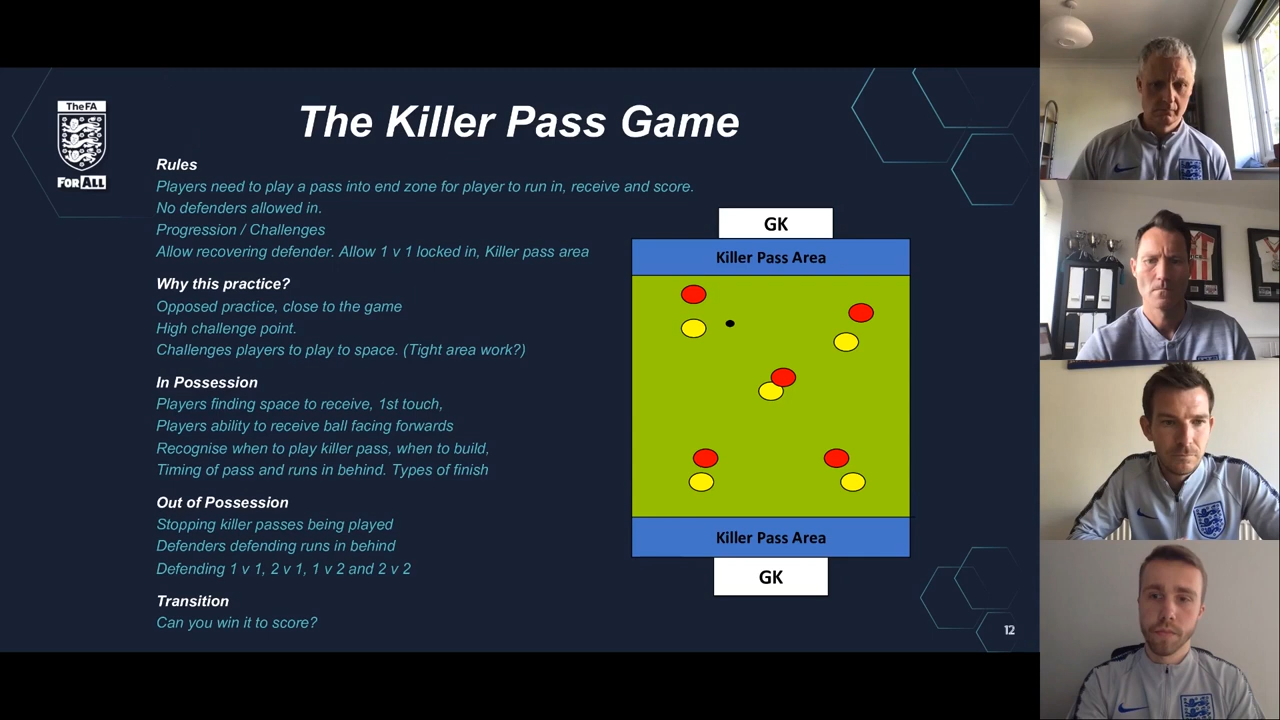 The FA
FOR ALL
The Killer Pass Game
Rules
Players need to play a pass into end zone for player to run in, receive and score.
No defenders allowed in.
Progression / Challenges
Allow recovering defender. Allow 1 v 1 locked in, Killer pass area
Why this practice?
Opposed practice, close to the game
High challenge point.
Challenges players to play to space. (Tight area work?)
In Possession
Players finding space to receive, 1st touch,
Players ability to receive ball facing forwards
Recognise when to play killer pass, when to build,
Timing of pass and runs in behind. Types of finish
Out of Possession
Stopping killer passes being played
Defenders defending runs in behind
Defending 1 v 1, 2 v 1, 1 v 2 and 2 v 2
Transition
Can you win it to score?
GK
Killer Pass Area
Killer Pass Area
GK
12